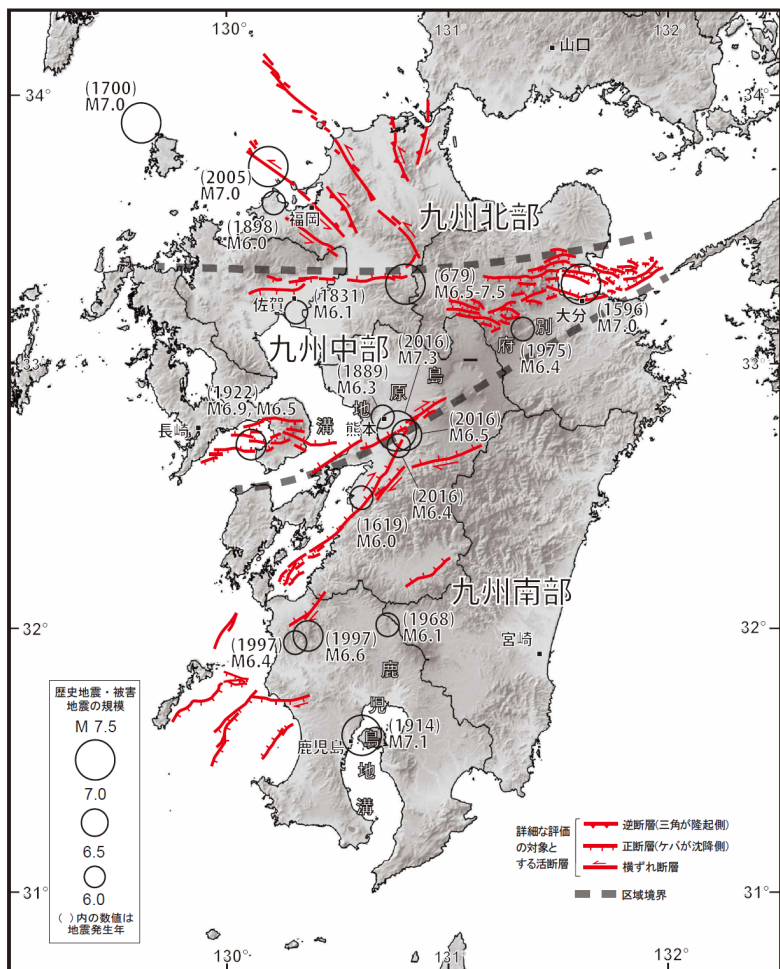 130°
131°
132°
山口
34°
34°
(1700)
M7.0
(2005)
M7.0
福岡
(1898)
M6.0
九州北部
(679)
M6.5-7.5
佐賀
(1831)
M6.1
大分
(1596)
M7.0
九州中部
(2016)
M7.3
別
府
島
原
地
溝
(1975)
M6.4
33°
33°
(1889)
M6.3
(1922)
M6.9, M6.5
長崎
熊本
(2016)
M6.5
(2016)
M6.4
(1619)
M6.0
九州南部
32°
32°
(1968)
M6.1
宮崎
(1997)
M6.4
(1997)
M6.6
鹿
児
島
地
溝
(1914)
M7.1
鹿児島
歴史地震・被害
地震の規模
M 7.5
7.0
6.5
6.0
( )内の数値は
地震発生年
詳細な評価
の対象と
する活断層
逆断層(三角が隆起側)
正断層(ケバが沈降側)
横ずれ断層
区域境界
31°
31°
130°
131°
132°